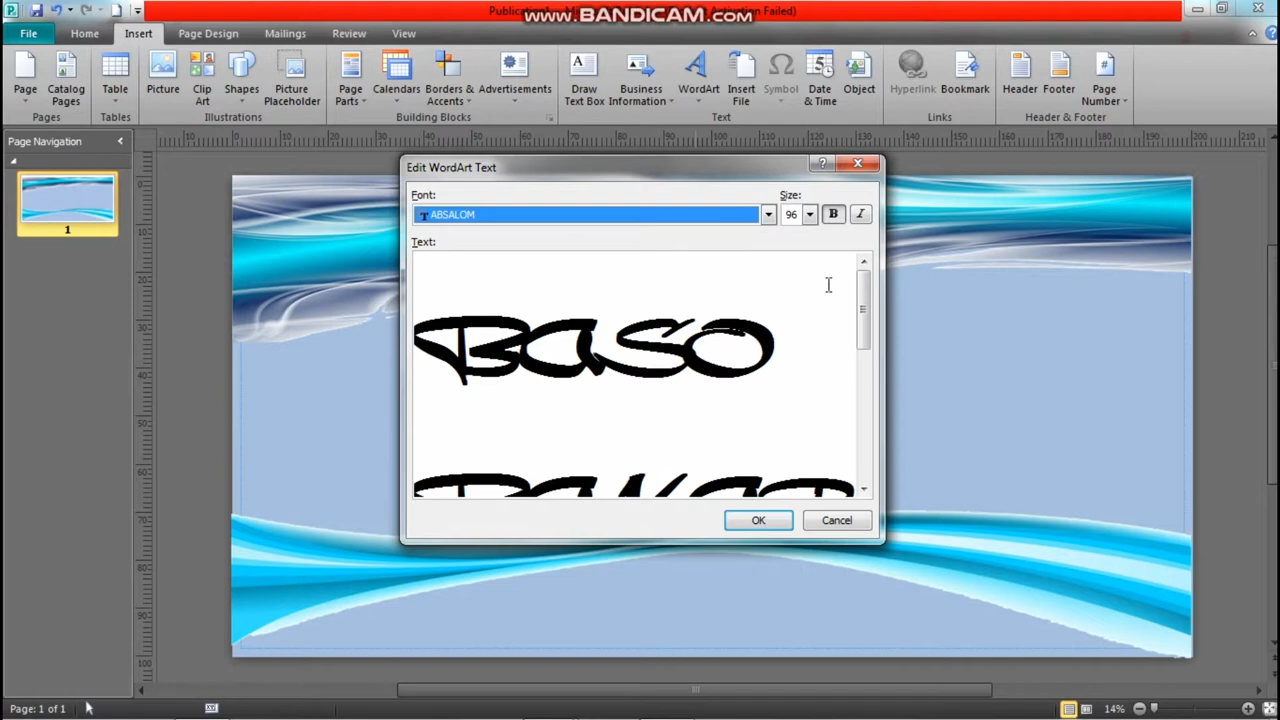 Publication1
Activation Failed)
www.BANDICAM.com
File
Home
Insert
Page Design
Mailings
Review
View
Page
Catalog Pages
Table
Picture
Clip Art
Shapes
Picture Placeholder
Page Parts
Calendars
Borders & Accents
Advertisements
Draw Text Box
Business Information
WordArt
Insert File
Symbol
Date & Time
Object
Hyperlink
Bookmark
Header
Footer
Page Number
Pages
Tables
Illustrations
Building Blocks
Text
Links
Header & Footer
Page Navigation
1
Edit WordArt Text
Font:
Size:
ABSALOM
96
B
I
Text:
BASO
OK
Cancel
Page: 1 of 1
14%